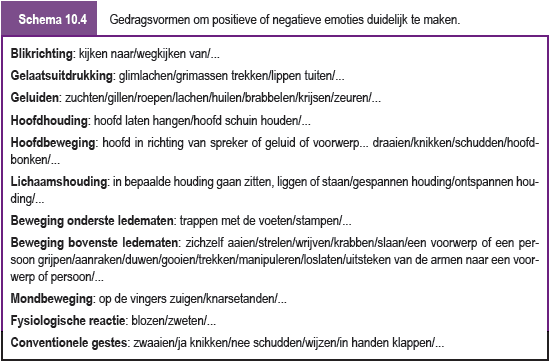 Schema 10.4 Gedragsvormen om positieve of negatieve emoties duidelijk te maken.
Blikrichting: kijken naar/wegkijken van/...
Gelaatsuitdrukking: glimlachen/grimassen trekken/lippen tuiten/...
Geluiden: zuchten/gillen/roepen/lachen/huilen/brabbelen/krijsen/zeuren/...
Hoofdhouding: hoofd laten hangen/hoofd schuin houden/...
Hoofdbeweging: hoofd in richting van spreker of geluid of voorwerp... draaien/knikken/schudden/hoofd-
bonken/...
Lichaamshouding: in bepaalde houding gaan zitten, liggen of staan/gespannen houding/ontspannen hou-
ding/...
Beweging onderste ledematen: trappen met de voeten/stampen/...
Beweging bovenste ledematen: zichzelf aaien/strelen/wrijven/krabben/slaan/een voorwerp of een per-
soon grijpen/aanraken/duwen/gooien/trekken/manipuleren/loslaten/uitsteken van de armen naar een voor-
werp of persoon/...
Mondbeweging: op de vingers zuigen/knarsetanden/...
Fysiologische reactie: blozen/zweten/...
Conventionele gestes: zwaaien/ja knikken/nee schudden/wijzen/in handen klappen/...